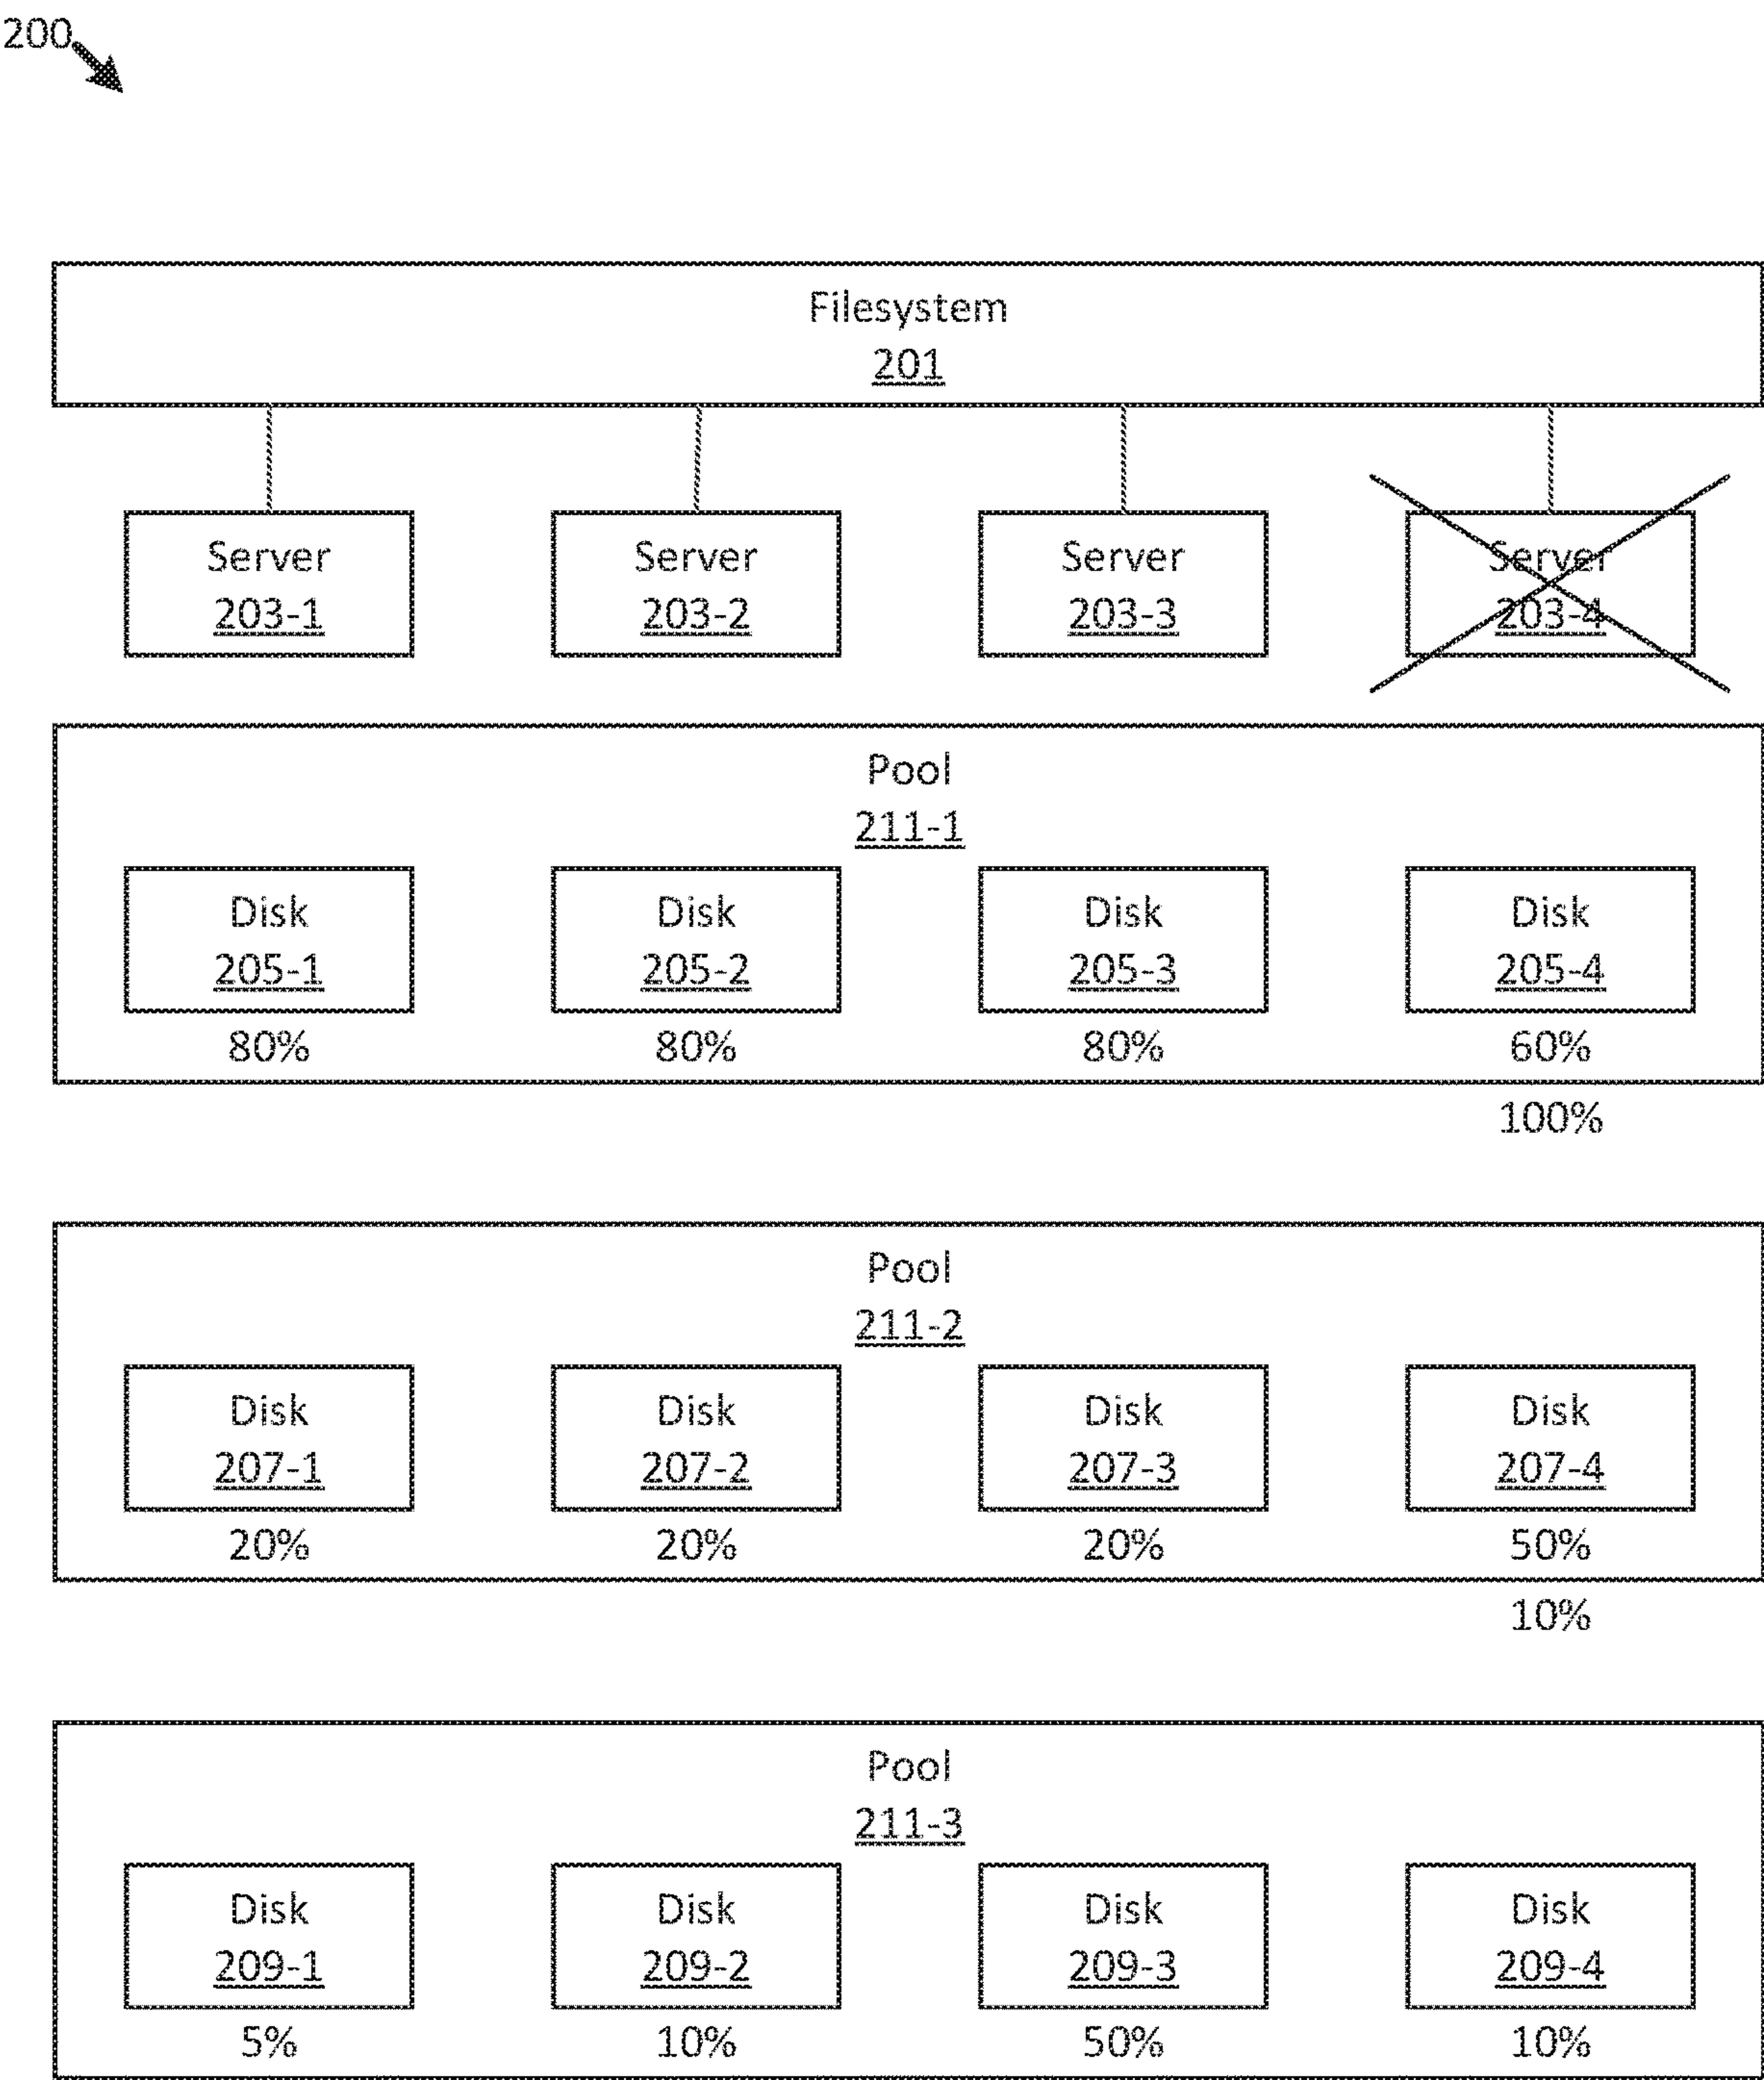 200
Filesystem
201
Server Server Server Server
203-1 203-2 203-3 203-4
Pool
211-1
Disk Disk Disk Disk
205-1 205-2 205-3 205-4
80% 80% 80% 60%
100%
Pool
211-2
Disk Disk Disk Disk
207-1 207-2 207-3 207-4
20% 20% 20% 50%
10%
Pool
211-3
Disk Disk Disk Disk
209-1 209-2 209-3 209-4
5% 10% 50% 10%